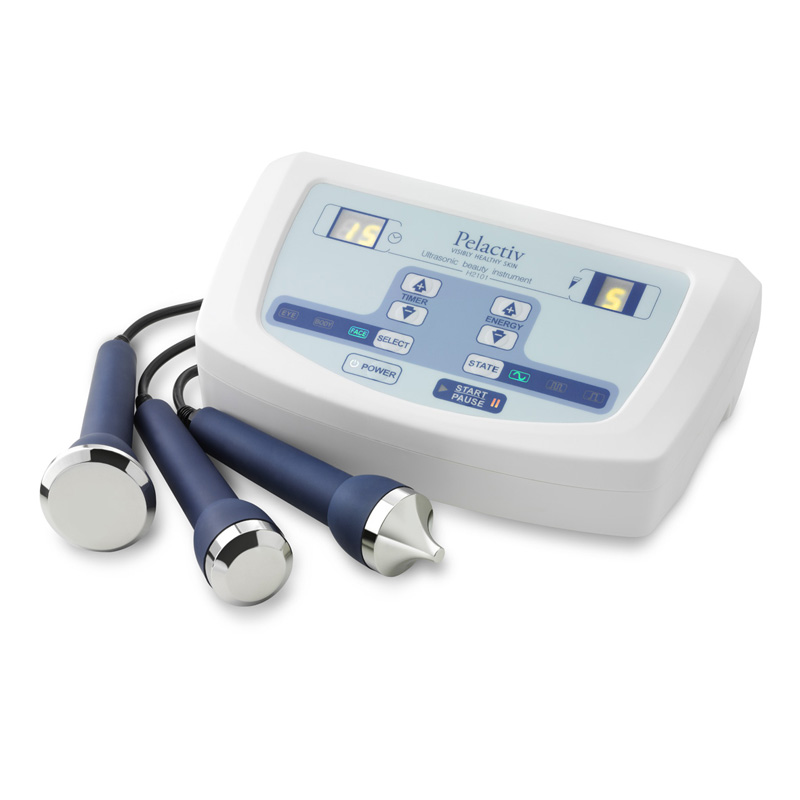 15
Pelactiv
VISIBLY HEALTHY SKIN
Ultrasonic beauty instrument
H2101
5
TIMER
ENERGY
EYE
BODY
FACE
SELECT
STATE
POWER
START
PAUSE